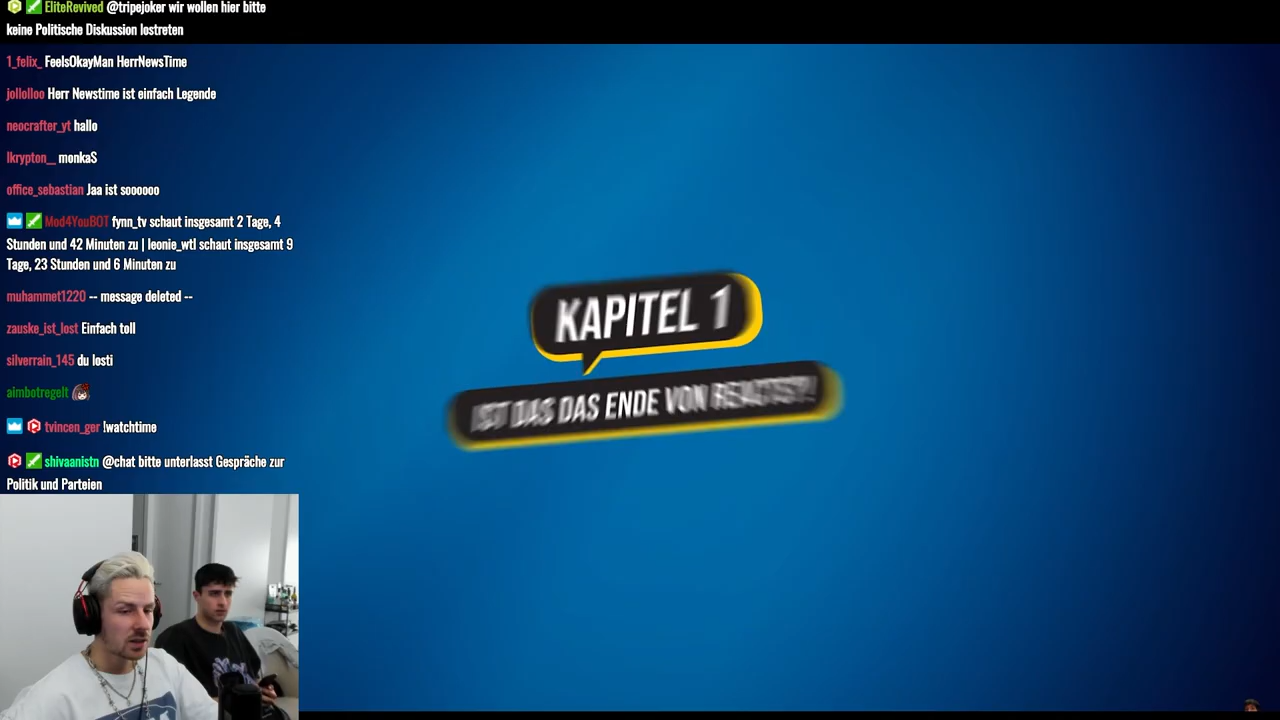 EliteRevived @tripejoker wir wollen hier bitte
keine Politische Diskussion lostreten
1_felix_ FeelsOkayMan HerrNewsTime
jollolloo Herr Newstime ist einfach Legende
neocrafter_yt hallo
lkrypton__ monkaS
office_sebastian Jaa ist soooooo
Mod4YouBOT fynn_tv schaut insgesamt 2 Tage, 4
Stunden und 42 Minuten zu | leonie_wtl schaut insgesamt 9
Tage, 23 Stunden und 6 Minuten zu
muhammet1220 -- message deleted --
zauske_ist_lost Einfach toll
silverrain_145 du losti
aimbotregelt
tvincen_ger !watchtime
shivaanistn @chat bitte unterlasst Gespräche zur
Politik und Parteien
KAPITEL 1
IST DAS DAS ENDE VON REACTS?!